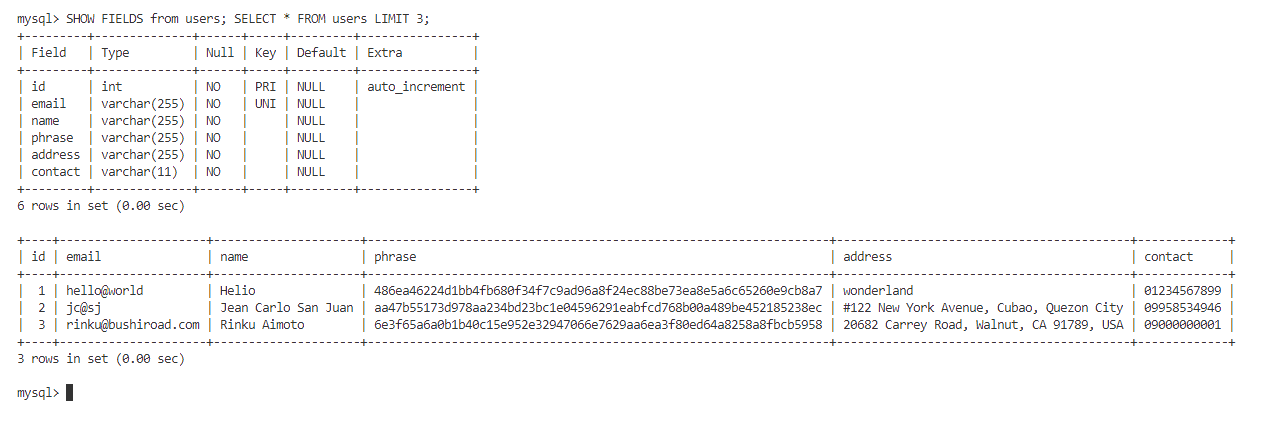 mysql> SHOW FIELDS from users; SELECT * FROM users LIMIT 3;
+---------+--------------+------+-----+---------+----------------+
| Field   | Type         | Null | Key | Default | Extra          |
+---------+--------------+------+-----+---------+----------------+
| id      | int          | NO   | PRI | NULL    | auto_increment |
| email   | varchar(255) | NO   | UNI | NULL    |                |
| name    | varchar(255) | NO   |     | NULL    |                |
| phrase  | varchar(255) | NO   |     | NULL    |                |
| address | varchar(255) | NO   |     | NULL    |                |
| contact | varchar(11)  | NO   |     | NULL    |                |
+---------+--------------+------+-----+---------+----------------+
6 rows in set (0.00 sec)

+----+---------------------+---------------------+------------------------------------------------------------------+------------------------------------------+-------------+
| id | email               | name                | phrase                                                           | address                                  | contact     |
+----+---------------------+---------------------+------------------------------------------------------------------+------------------------------------------+-------------+
|  1 | hello@world         | Helio               | 486ea46224d1bb4fb680f34f7c9ad96a8f24ec88be73ea8e5a6c65260e9cb8a7 | wonderland                               | 01234567899 |
|  2 | jc@sj               | Jean Carlo San Juan | aa47b55173d978aa234bd23bc1e04596291eabfcd768b00a489be452185238ec | #122 New York Avenue, Cubao, Quezon City | 09958534946 |
|  3 | rinku@bushiroad.com | Rinku Aimoto        | 6e3f65a6a0b1b40c15e952e32947066e7629aa6ea3f80ed64a8258a8fbcb5958 | 20682 Carrey Road, Walnut, CA 91789, USA | 09000000001 |
+----+---------------------+---------------------+------------------------------------------------------------------+------------------------------------------+-------------+
3 rows in set (0.00 sec)

mysql>